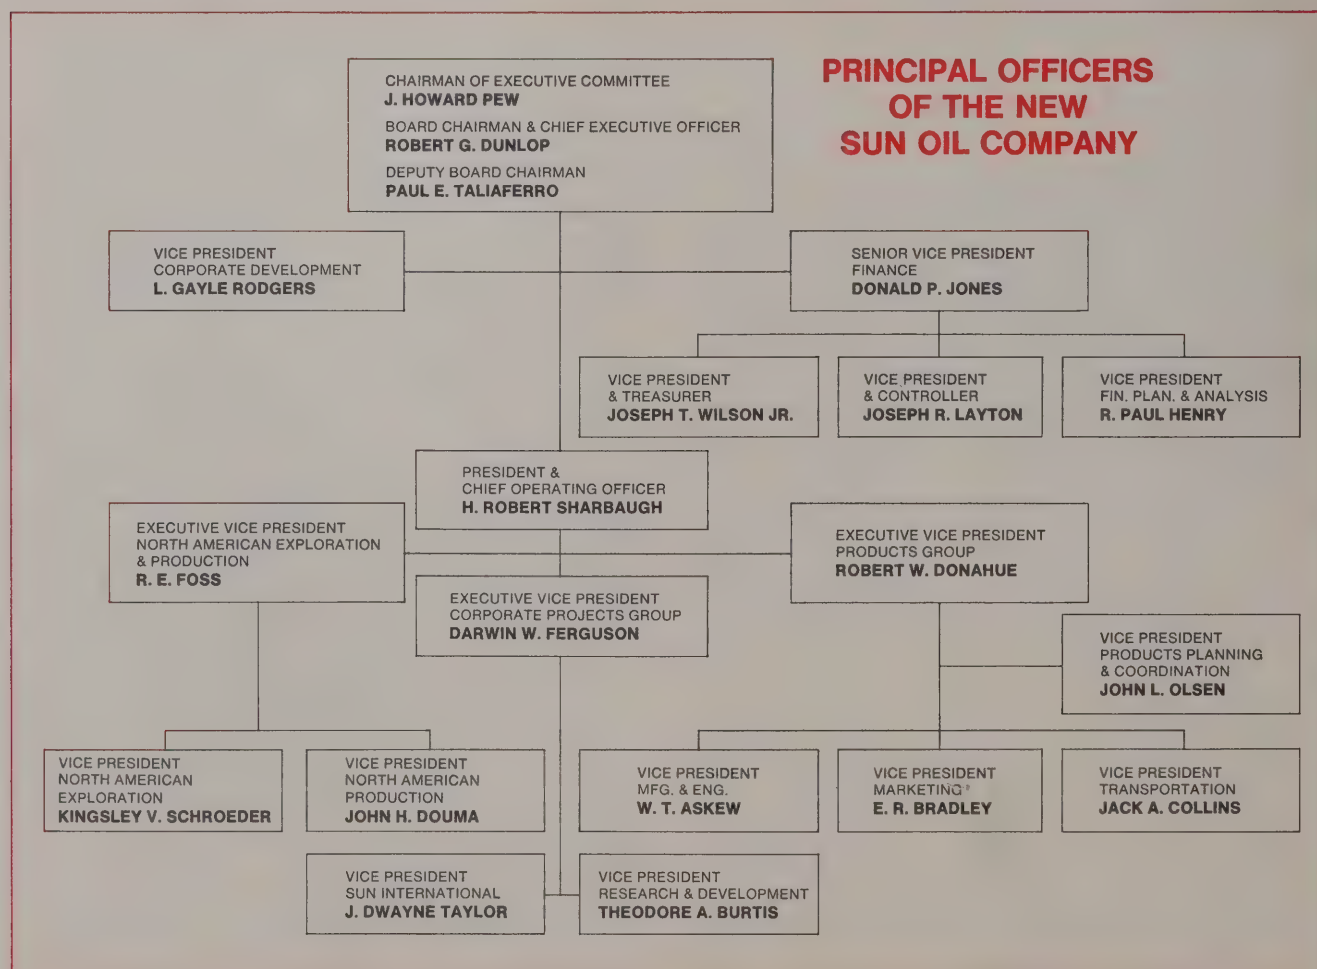 PRINCIPAL OFFICERS
OF THE NEW
SUN OIL COMPANY
CHAIRMAN OF EXECUTIVE COMMITTEE
J. HOWARD PEW
BOARD CHAIRMAN & CHIEF EXECUTIVE OFFICER
ROBERT G. DUNLOP
DEPUTY BOARD CHAIRMAN
PAUL E. TALIAFERRO
VICE PRESIDENT
CORPORATE DEVELOPMENT
L. GAYLE RODGERS
SENIOR VICE PRESIDENT
FINANCE
DONALD P. JONES
VICE PRESIDENT
& TREASURER
JOSEPH T. WILSON JR.
VICE PRESIDENT
& CONTROLLER
JOSEPH R. LAYTON
VICE PRESIDENT
FIN. PLAN. & ANALYSIS
R. PAUL HENRY
PRESIDENT &
CHIEF OPERATING OFFICER
H. ROBERT SHARBAUGH
EXECUTIVE VICE PRESIDENT
NORTH AMERICAN EXPLORATION
& PRODUCTION
R. E. FOSS
EXECUTIVE VICE PRESIDENT
CORPORATE PROJECTS GROUP
DARWIN W. FERGUSON
EXECUTIVE VICE PRESIDENT
PRODUCTS GROUP
ROBERT W. DONAHUE
VICE PRESIDENT
PRODUCTS PLANNING
& COORDINATION
JOHN L. OLSEN
VICE PRESIDENT
NORTH AMERICAN
EXPLORATION
KINGSLEY V. SCHROEDER
VICE PRESIDENT
NORTH AMERICAN
PRODUCTION
JOHN H. DOUMA
VICE PRESIDENT
MFG. & ENG.
W. T. ASKEW
VICE PRESIDENT
MARKETING
E. R. BRADLEY
VICE PRESIDENT
TRANSPORTATION
JACK A. COLLINS
VICE PRESIDENT
SUN INTERNATIONAL
J. DWAYNE TAYLOR
VICE PRESIDENT
RESEARCH & DEVELOPMENT
THEODORE A. BURTIS